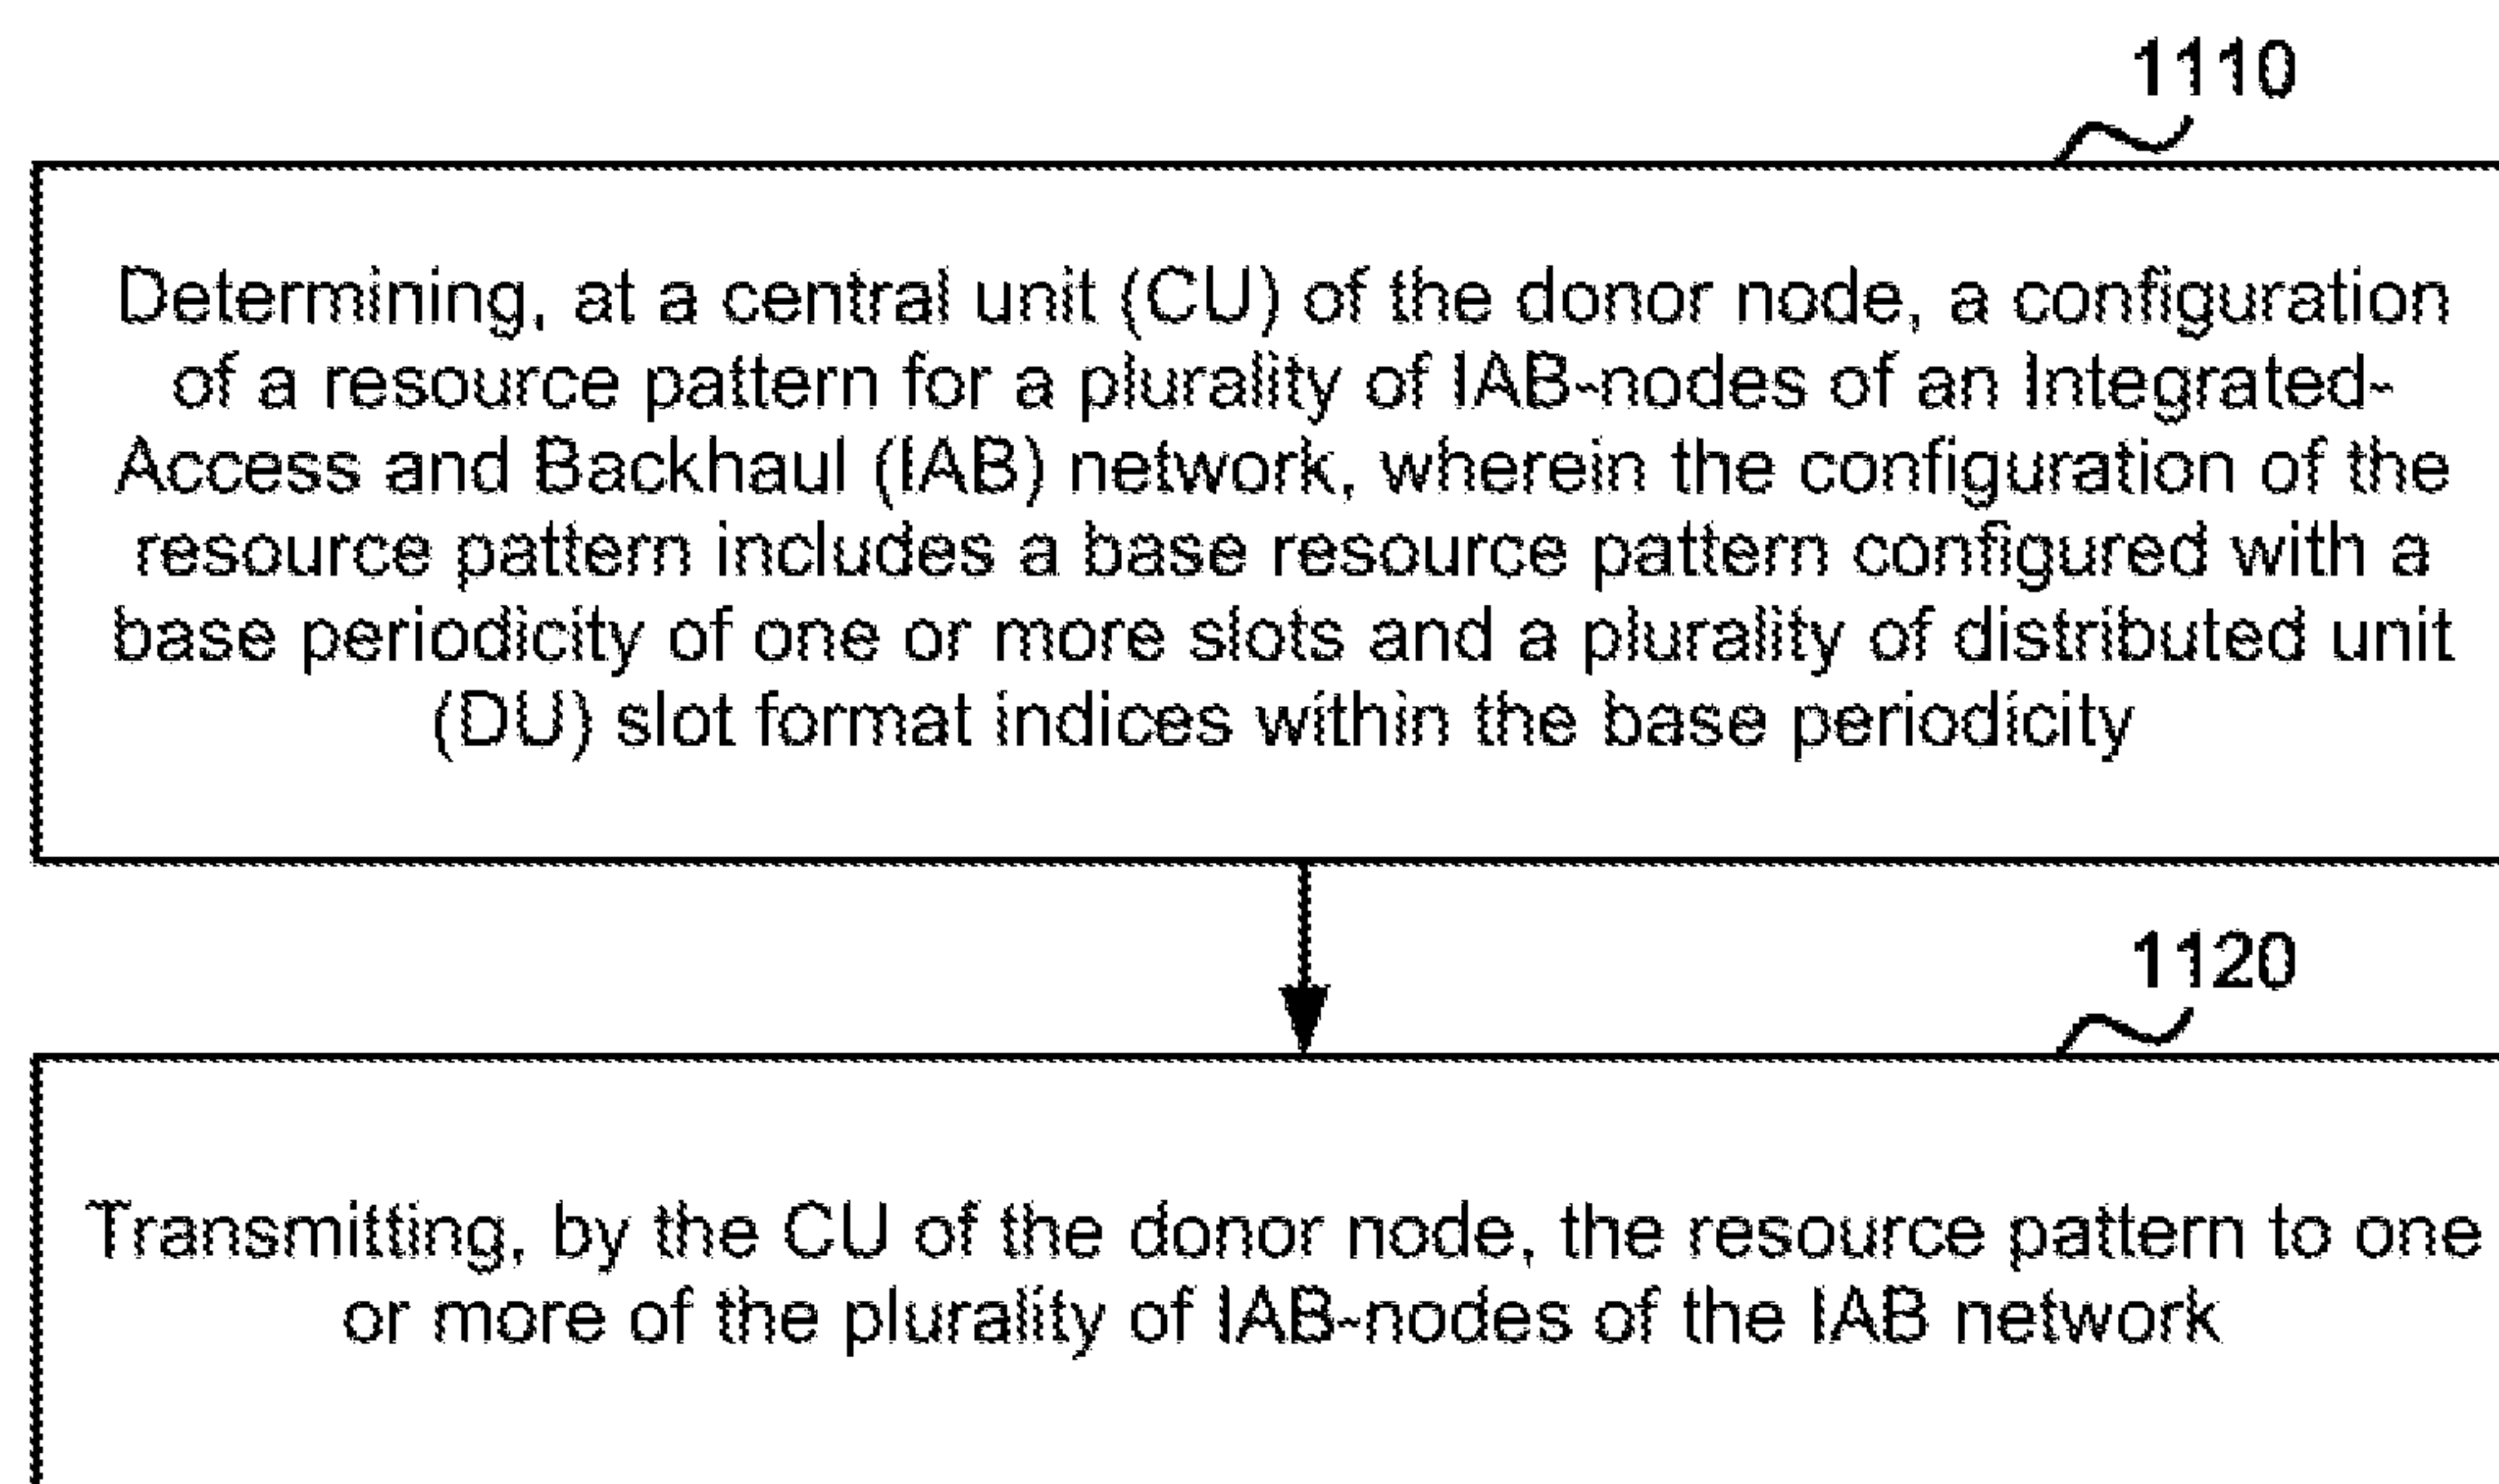 1110
Determining, at a central unit (CU) of the donor node, a configuration
of a resource pattern for a plurality of IAB-nodes of an Integrated-
Access and Backhaul (IAB) network, wherein the configuration of the
resource pattern includes a base resource pattern configured with a
base periodicity of one or more slots and a plurality of distributed unit
(DU) slot format indices within the base periodicity
1120
Transmitting, by the CU of the donor node, the resource pattern to one
or more of the plurality of IAB-nodes of the IAB network